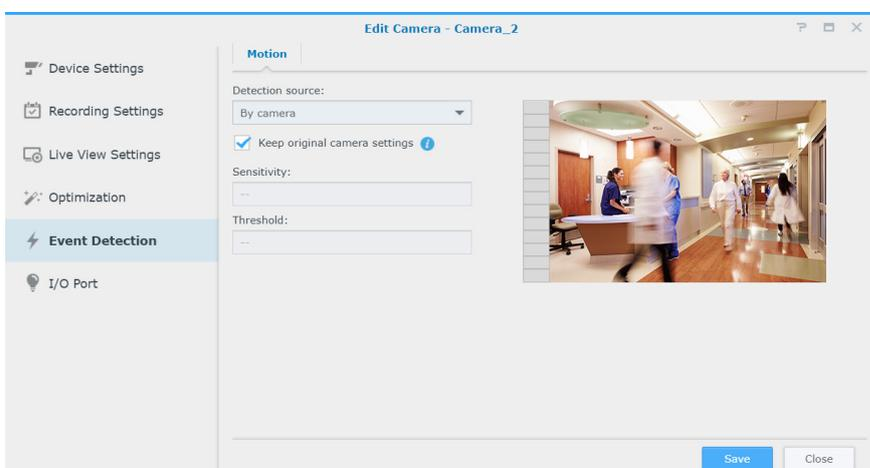 Edit Camera - Camera_2
Device Settings
Recording Settings
Live View Settings
Optimization
Event Detection
I/O Port
Motion
Detection source:
By camera
Keep original camera settings
Sensitivity:
--
Threshold:
--
Save
Close